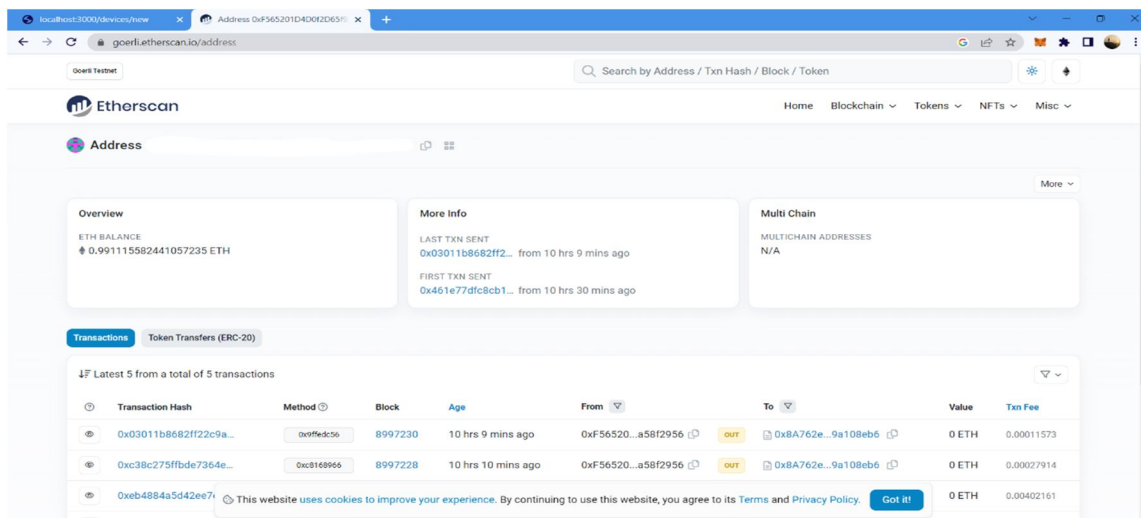 localhost:3000/devices/new
Address 0xF565201D4D0f2D65f
goerli.etherscan.io/address
Goerli Testnet
Search by Address / Txn Hash / Block / Token
Etherscan
Home Blockchain Tokens NFTs Misc
Address
More
Overview
ETH BALANCE
0.991115582441057235 ETH
More Info
LAST TXN SENT
0x03011b8682ff2... from 10 hrs 9 mins ago
FIRST TXN SENT
0x461e77dfc8cb1... from 10 hrs 30 mins ago
Multi Chain
MULTICHAIN ADDRESSES
N/A
Transactions Token Transfers (ERC-20)
Latest 5 from a total of 5 transactions
Transaction Hash Method Block Age From To Value Txn Fee
0x03011b8682ff22c9a... 0x9ffedc56 8997230 10 hrs 9 mins ago 0xF56520...a58f2956 OUT 0x8A762e...9a108eb6 0 ETH 0.00011573
0xc38c275ffbde7364e... 0xc8168966 8997228 10 hrs 10 mins ago 0xF56520...a58f2956 OUT 0x8A762e...9a108eb6 0 ETH 0.00027914
0xeb4884a5d42ee7 0 ETH 0.00402161
This website uses cookies to improve your experience. By continuing to use this website, you agree to its Terms and Privacy Policy. Got it!